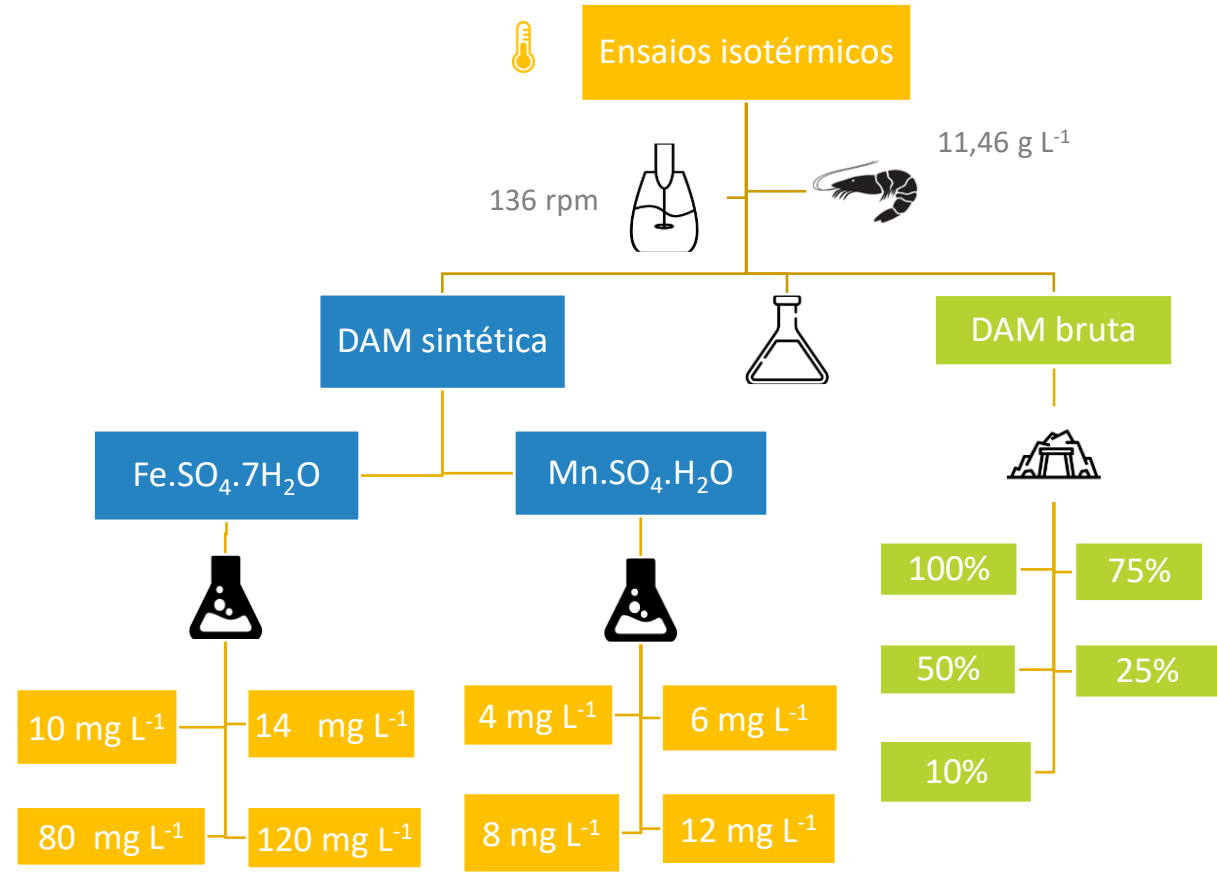 Ensaios isotérmicos
11,46 g L⁻¹
136 rpm
DAM sintética
DAM bruta
Fe.SO₄.7H₂O
Mn.SO₄.H₂O
100%
75%
50%
25%
10%
10 mg L⁻¹
14 mg L⁻¹
4 mg L⁻¹
6 mg L⁻¹
80 mg L⁻¹
120 mg L⁻¹
8 mg L⁻¹
12 mg L⁻¹